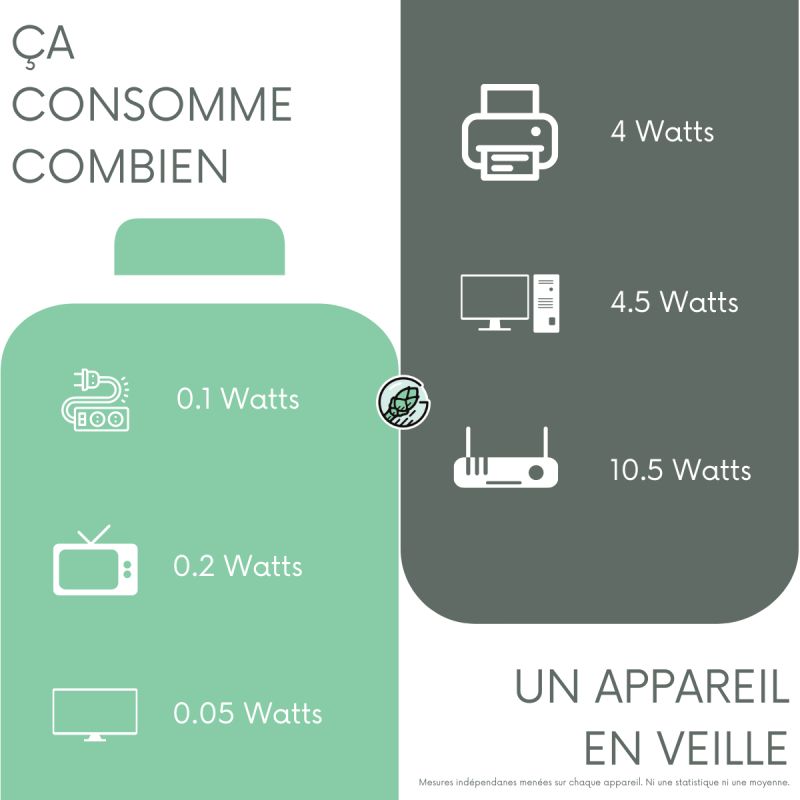 ÇA
CONSOMME
COMBIEN
0.1 Watts
0.2 Watts
0.05 Watts
4 Watts
4.5 Watts
10.5 Watts
UN APPAREIL
EN VEILLE
Mesures indépendanes menées sur chaque appareil. Ni une statistique ni une moyenne.